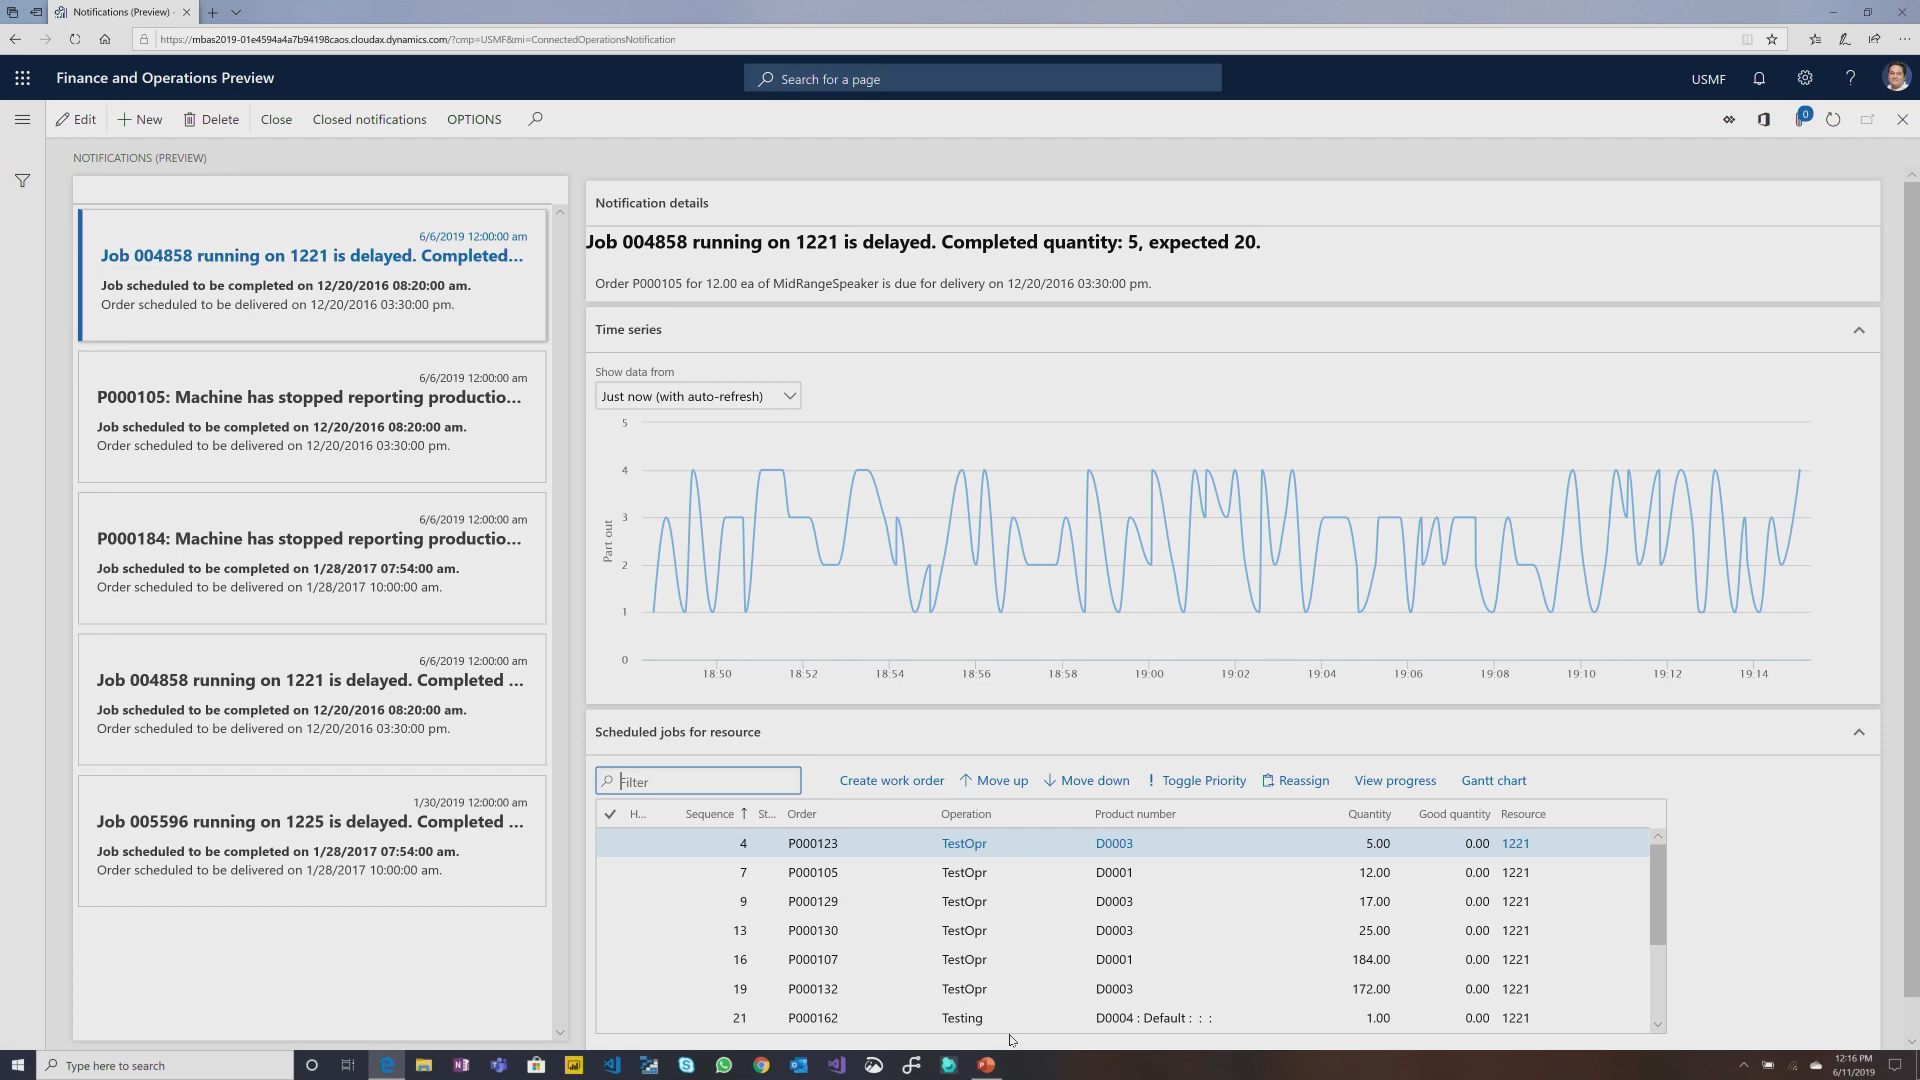 Notifications (Preview) -
https://mbas2019-01e4594a4a7b94198caos.cloudax.dynamics.com/?cmp=USMF&mi=ConnectedOperationsNotification
Finance and Operations Preview
Search for a page
USMF
?
Edit
New
Delete
Close
Closed notifications
OPTIONS
0
NOTIFICATIONS (PREVIEW)
6/6/2019 12:00:00 am
Job 004858 running on 1221 is delayed. Completed...
Job scheduled to be completed on 12/20/2016 08:20:00 am.
Order scheduled to be delivered on 12/20/2016 03:30:00 pm.
6/6/2019 12:00:00 am
P000105: Machine has stopped reporting productio...
Job scheduled to be completed on 12/20/2016 08:20:00 am.
Order scheduled to be delivered on 12/20/2016 03:30:00 pm.
6/6/2019 12:00:00 am
P000184: Machine has stopped reporting productio...
Job scheduled to be completed on 1/28/2017 07:54:00 am.
Order scheduled to be delivered on 1/28/2017 10:00:00 am.
6/6/2019 12:00:00 am
Job 004858 running on 1221 is delayed. Completed ...
Job scheduled to be completed on 12/20/2016 08:20:00 am.
Order scheduled to be delivered on 12/20/2016 03:30:00 pm.
1/30/2019 12:00:00 am
Job 005596 running on 1225 is delayed. Completed ...
Job scheduled to be completed on 1/28/2017 07:54:00 am.
Order scheduled to be delivered on 1/28/2017 10:00:00 am.
Notification details
Job 004858 running on 1221 is delayed. Completed quantity: 5, expected 20.
Order P000105 for 12.00 ea of MidRangeSpeaker is due for delivery on 12/20/2016 03:30:00 pm.
Time series
Show data from
Just now (with auto-refresh)
5
4
3
2
1
0
Part out
18:50 18:52 18:54 18:56 18:58 19:00 19:02 19:04 19:06 19:08 19:10 19:12 19:14
Scheduled jobs for resource
Filter
Create work order
Move up
Move down
! Toggle Priority
Reassign
View progress
Gantt chart
H... Sequence St... Order Operation Product number Quantity Good quantity Resource
4 P000123 TestOpr D0003 5.00 0.00 1221
7 P000105 TestOpr D0001 12.00 0.00 1221
9 P000129 TestOpr D0003 17.00 0.00 1221
13 P000130 TestOpr D0003 25.00 0.00 1221
16 P000107 TestOpr D0001 184.00 0.00 1221
19 P000132 TestOpr D0003 172.00 0.00 1221
21 P000162 Testing D0004 : Default : : : 1.00 0.00 1221
Type here to search
12:16 PM
6/11/2019